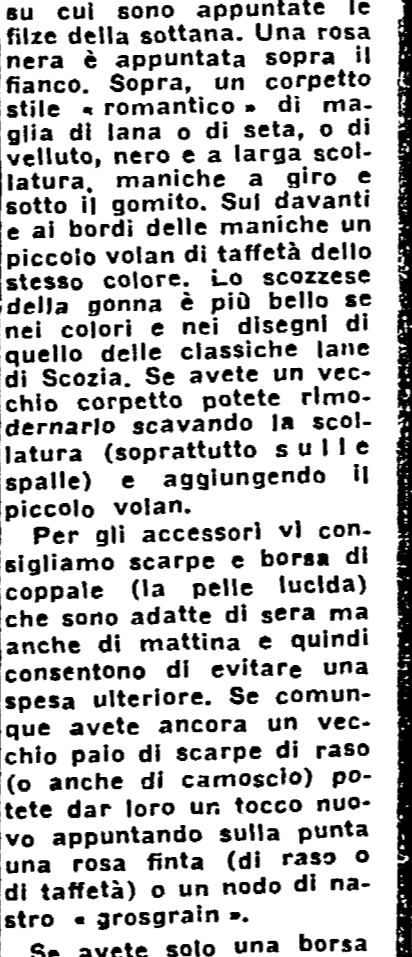 su cui sono appuntate le
filze della sottana. Una rosa
nera è appuntata sopra il
fianco. Sopra, un corpetto
stile « romantico » di ma-
glia di lana o di seta, o di
velluto, nero e a larga scol-
latura, maniche a giro e
sotto il gomito. Sul davanti
e ai bordi delle maniche un
piccolo volan di taffetà dello
stesso colore. Lo scozzese
della gonna è più bello se
nei colori e nei disegni di
quello delle classiche lane
di Scozia. Se avete un vec-
chio corpetto potete rimo-
dernarlo scavando la scol-
latura (soprattutto sulle
spalle) e aggiungendo il
piccolo volan.
Per gli accessori vi con-
sigliamo scarpe e borsa di
coppale (la pelle lucida)
che sono adatte di sera ma
anche di mattina e quindi
consentono di evitare una
spesa ulteriore. Se comun-
que avete ancora un vec-
chio paio di scarpe di raso
(o anche di camoscio) po-
tete dar loro un tocco nuo-
vo appuntando sulla punta
una rosa finta (di raso o
di taffetà) o un nodo di na-
stro « grosgrain ».
Se avete solo una borsa